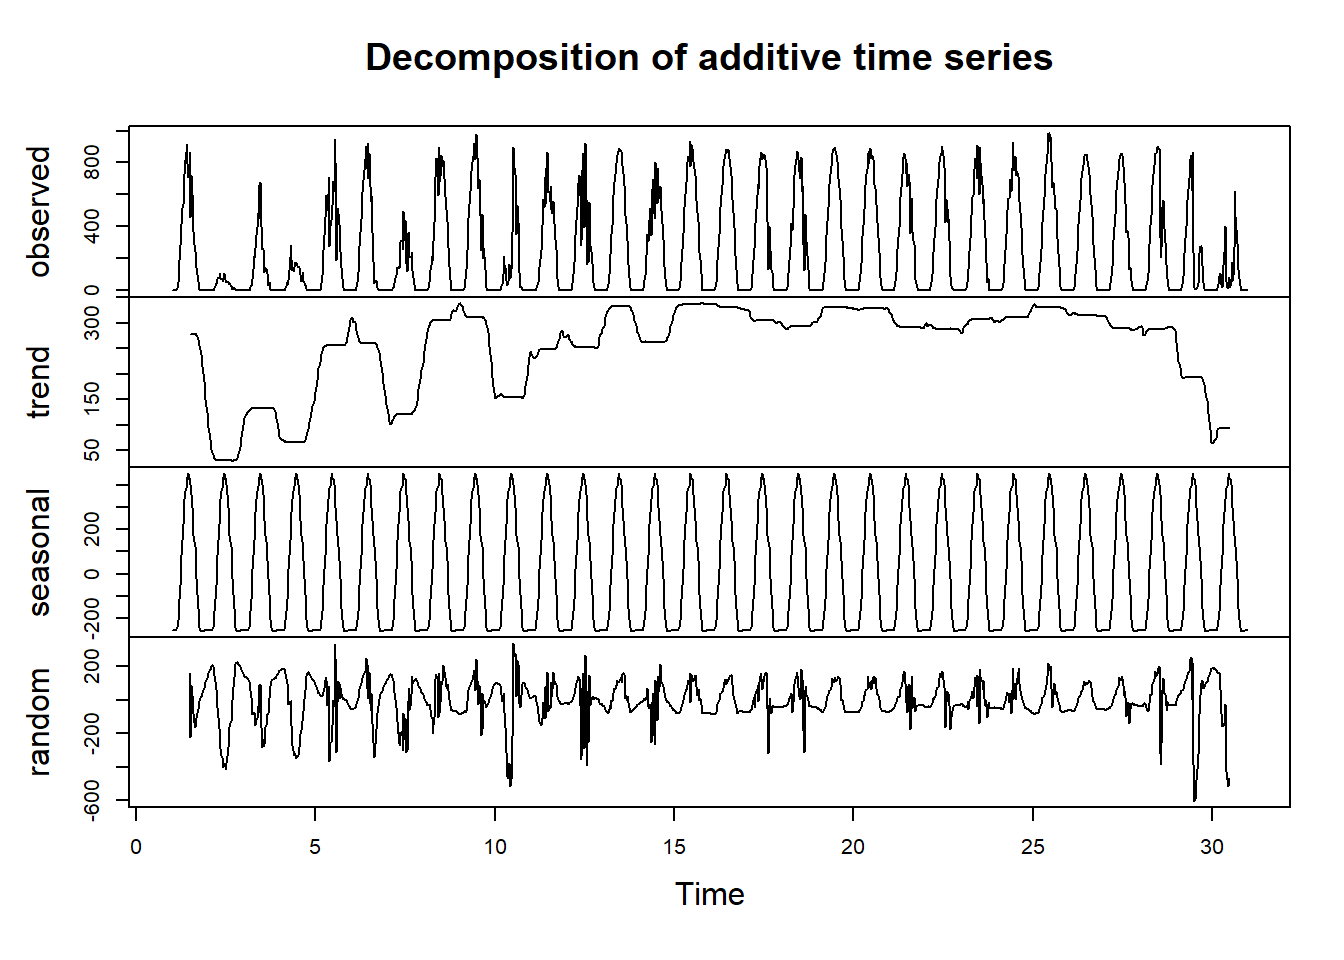 Decomposition of additive time series
observed
0 400 800
trend
50 150 300
seasonal
-200 0 200
random
-600 -200 200
0 5 10 15 20 25 30
Time